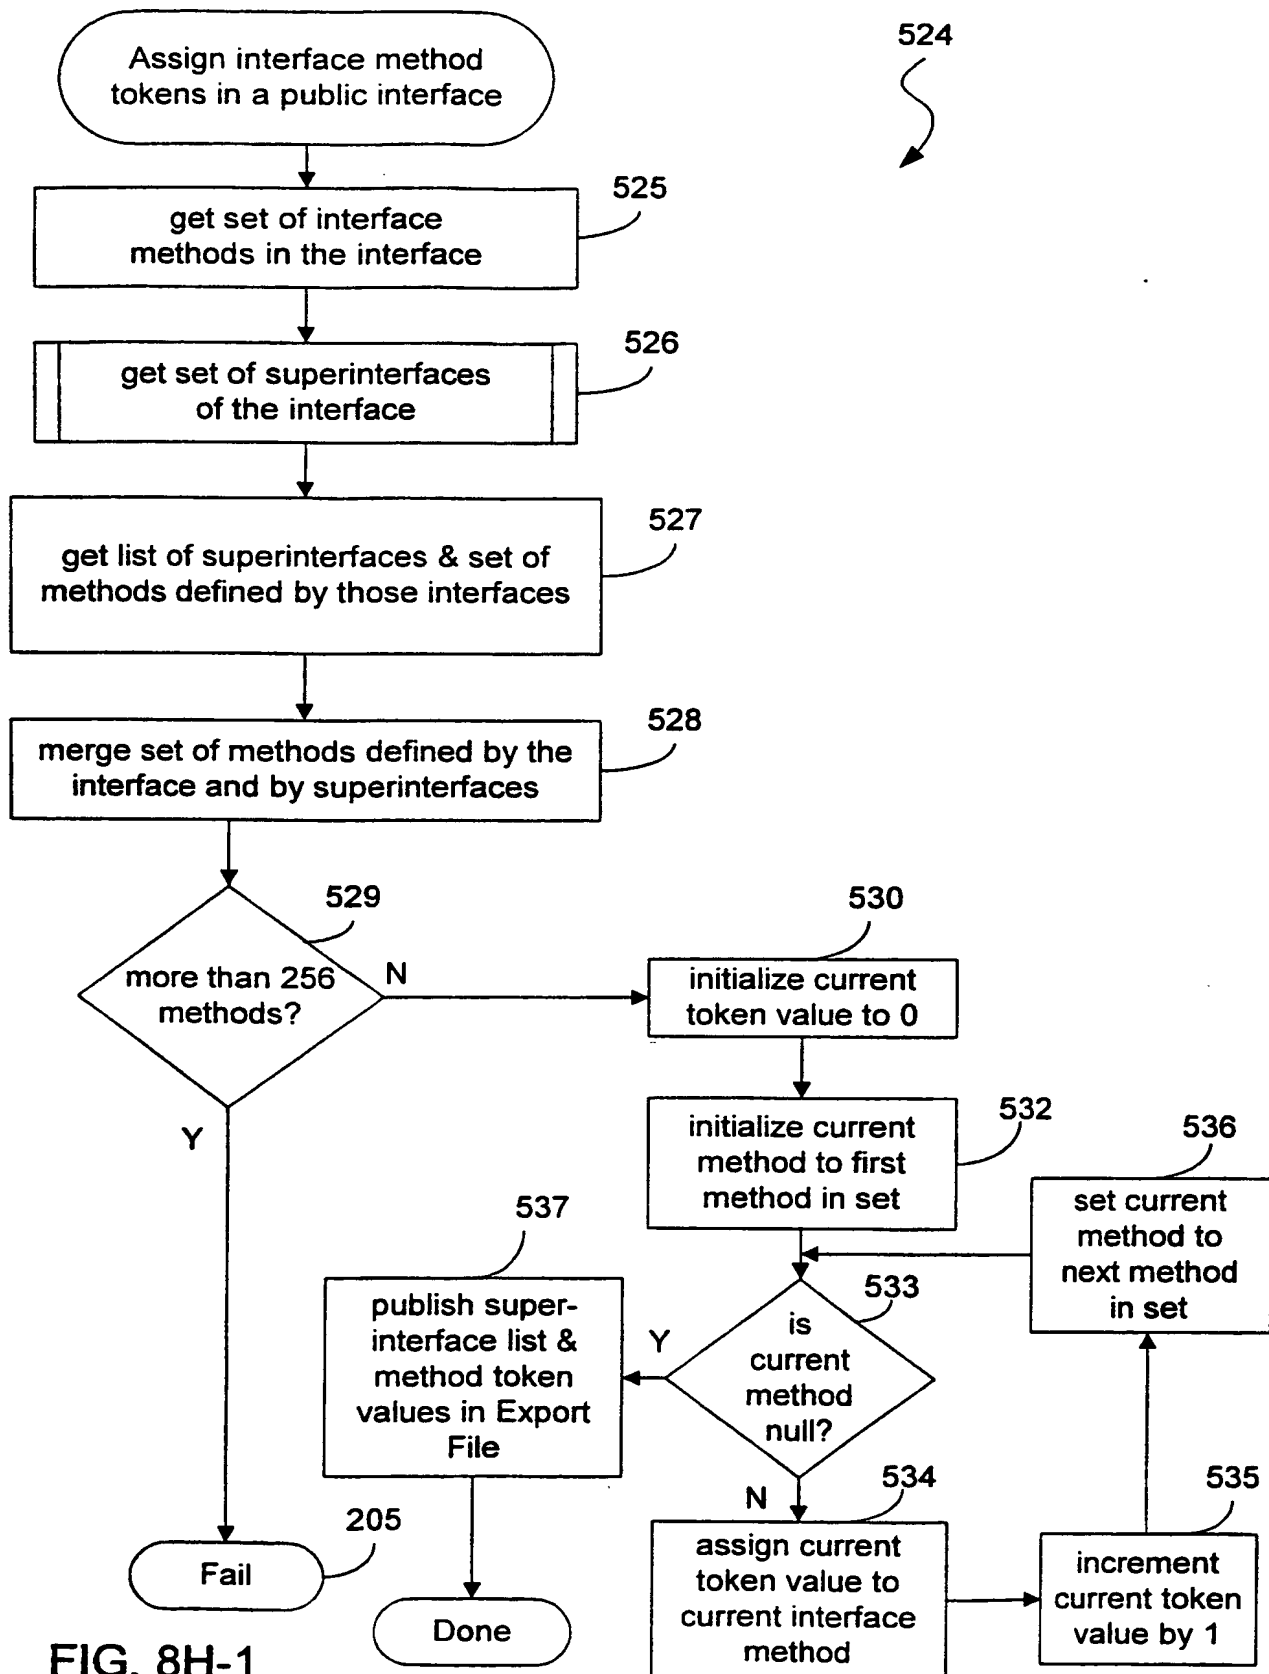 Assign interface method
tokens in a public interface
524
525
get set of interface
methods in the interface
526
get set of superinterfaces
of the interface
527
get list of superinterfaces & set of
methods defined by those interfaces
528
merge set of methods defined by the
interface and by superinterfaces
529
more than 256
methods?
N
Y
530
initialize current
token value to 0
532
initialize current
method to first
method in set
536
set current
method to
next method
in set
537
publish super-
interface list &
method token
values in Export
File
533
is
current
method
null?
Y
N
534
assign current
token value to
current interface
method
535
increment
current token
value by 1
205
Fail
Done
FIG. 8H-1